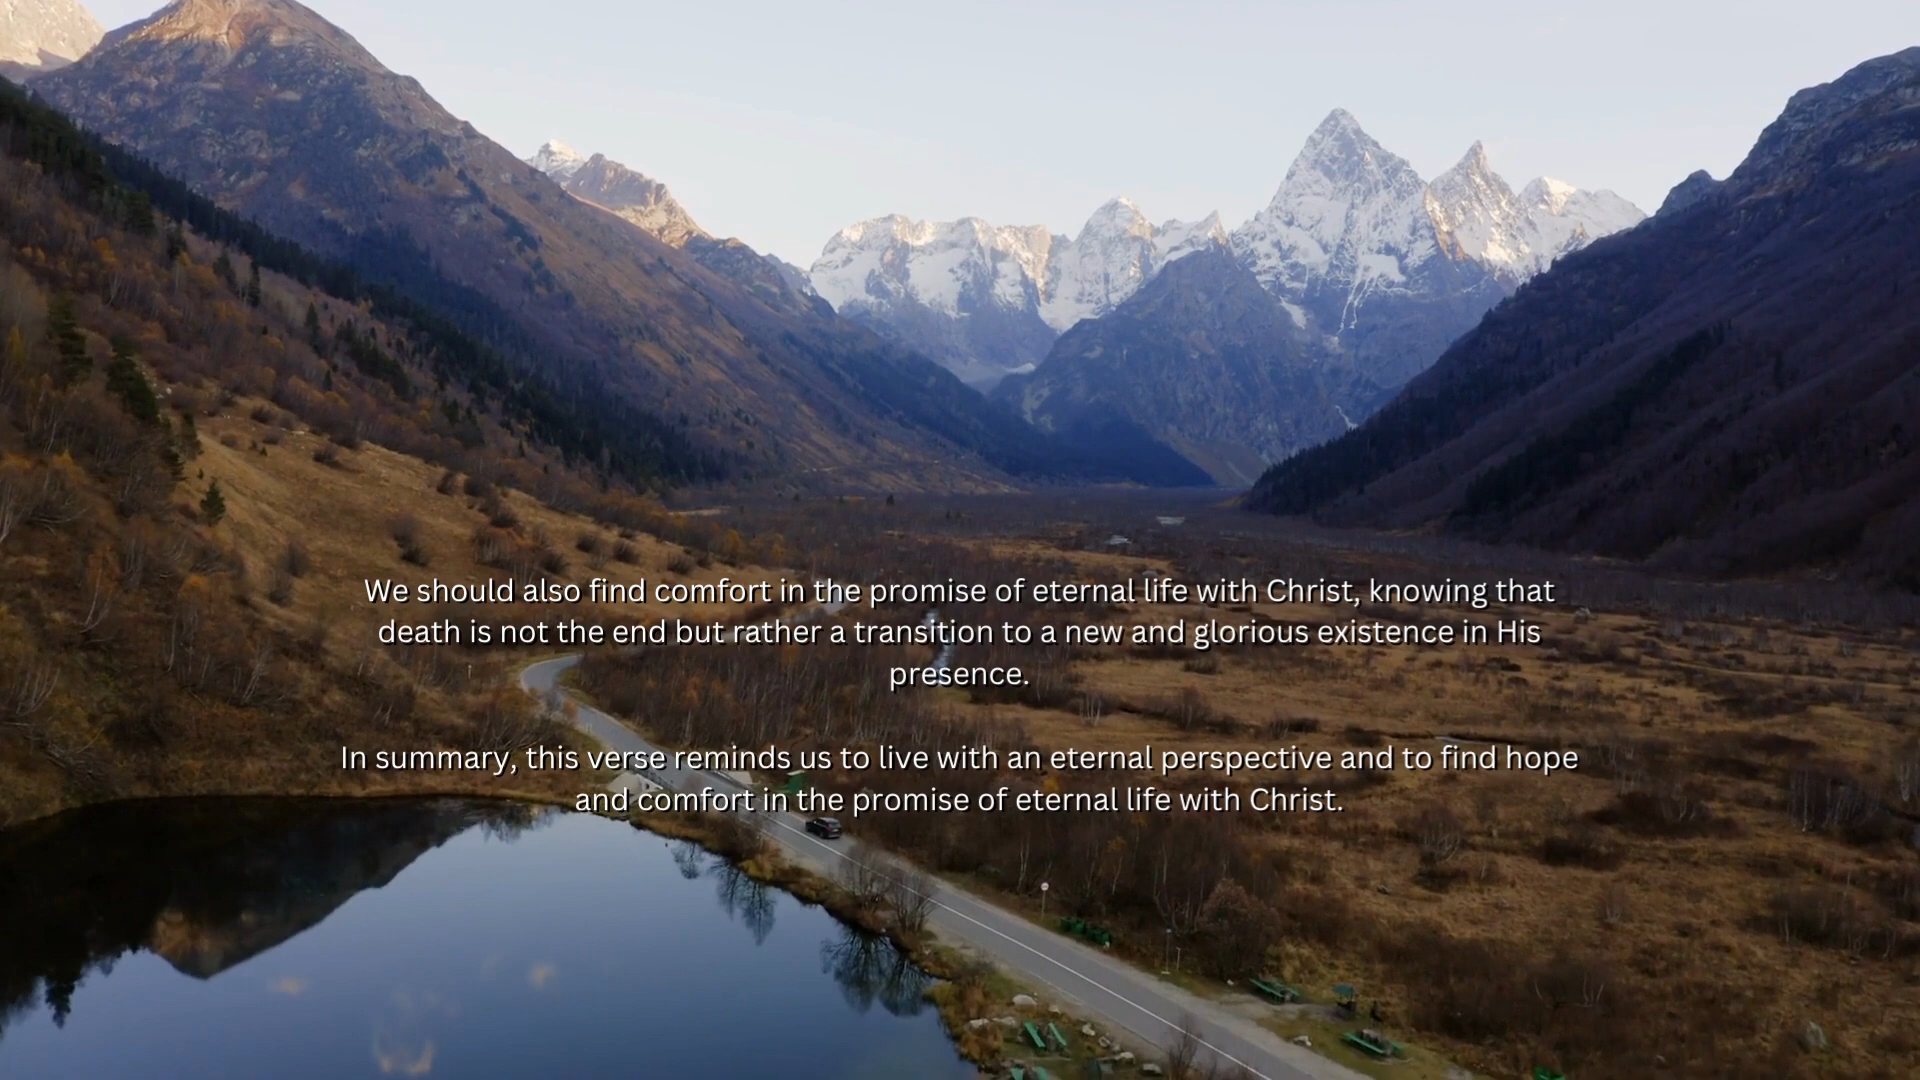 We should also find comfort in the promise of eternal life with Christ, knowing that
death is not the end but rather a transition to a new and glorious existence in His
presence.
In summary, this verse reminds us to live with an eternal perspective and to find hope
and comfort in the promise of eternal life with Christ.